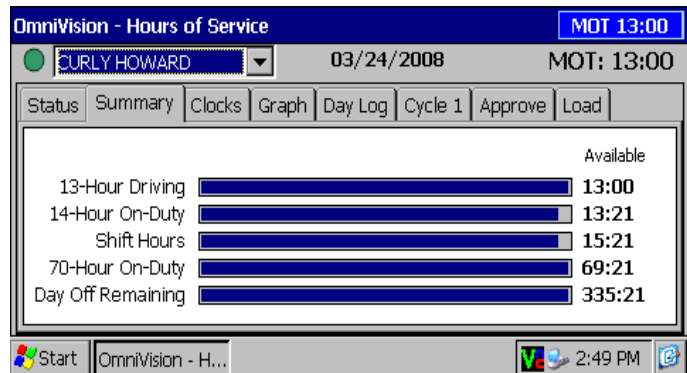 OmniVision - Hours of Service MOT 13:00
CURLY HOWARD 03/24/2008 MOT: 13:00
Status Summary Clocks Graph Day Log Cycle 1 Approve Load
Available
13-Hour Driving 13:00
14-Hour On-Duty 13:21
Shift Hours 15:21
70-Hour On-Duty 69:21
Day Off Remaining 335:21
Start OmniVision - H... 2:49 PM